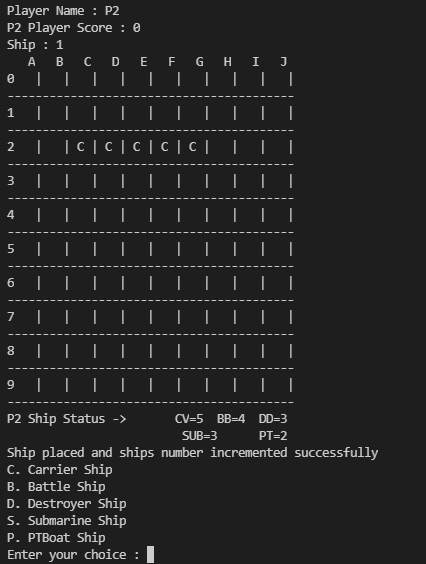 Player Name : P2
P2 Player Score : 0
Ship : 1
   A   B   C   D   E   F   G   H   I   J
0   |   |   |   |   |   |   |   |   |   |
-----------------------------------------
1   |   |   |   |   |   |   |   |   |   |
-----------------------------------------
2   |   | C | C | C | C | C |   |   |   |
-----------------------------------------
3   |   |   |   |   |   |   |   |   |   |
-----------------------------------------
4   |   |   |   |   |   |   |   |   |   |
-----------------------------------------
5   |   |   |   |   |   |   |   |   |   |
-----------------------------------------
6   |   |   |   |   |   |   |   |   |   |
-----------------------------------------
7   |   |   |   |   |   |   |   |   |   |
-----------------------------------------
8   |   |   |   |   |   |   |   |   |   |
-----------------------------------------
9   |   |   |   |   |   |   |   |   |   |
-----------------------------------------
P2 Ship Status ->       CV=5  BB=4  DD=3
                         SUB=3      PT=2
Ship placed and ships number incremented successfully
C. Carrier Ship
B. Battle Ship
D. Destroyer Ship
S. Submarine Ship
P. PTBoat Ship
Enter your choice :